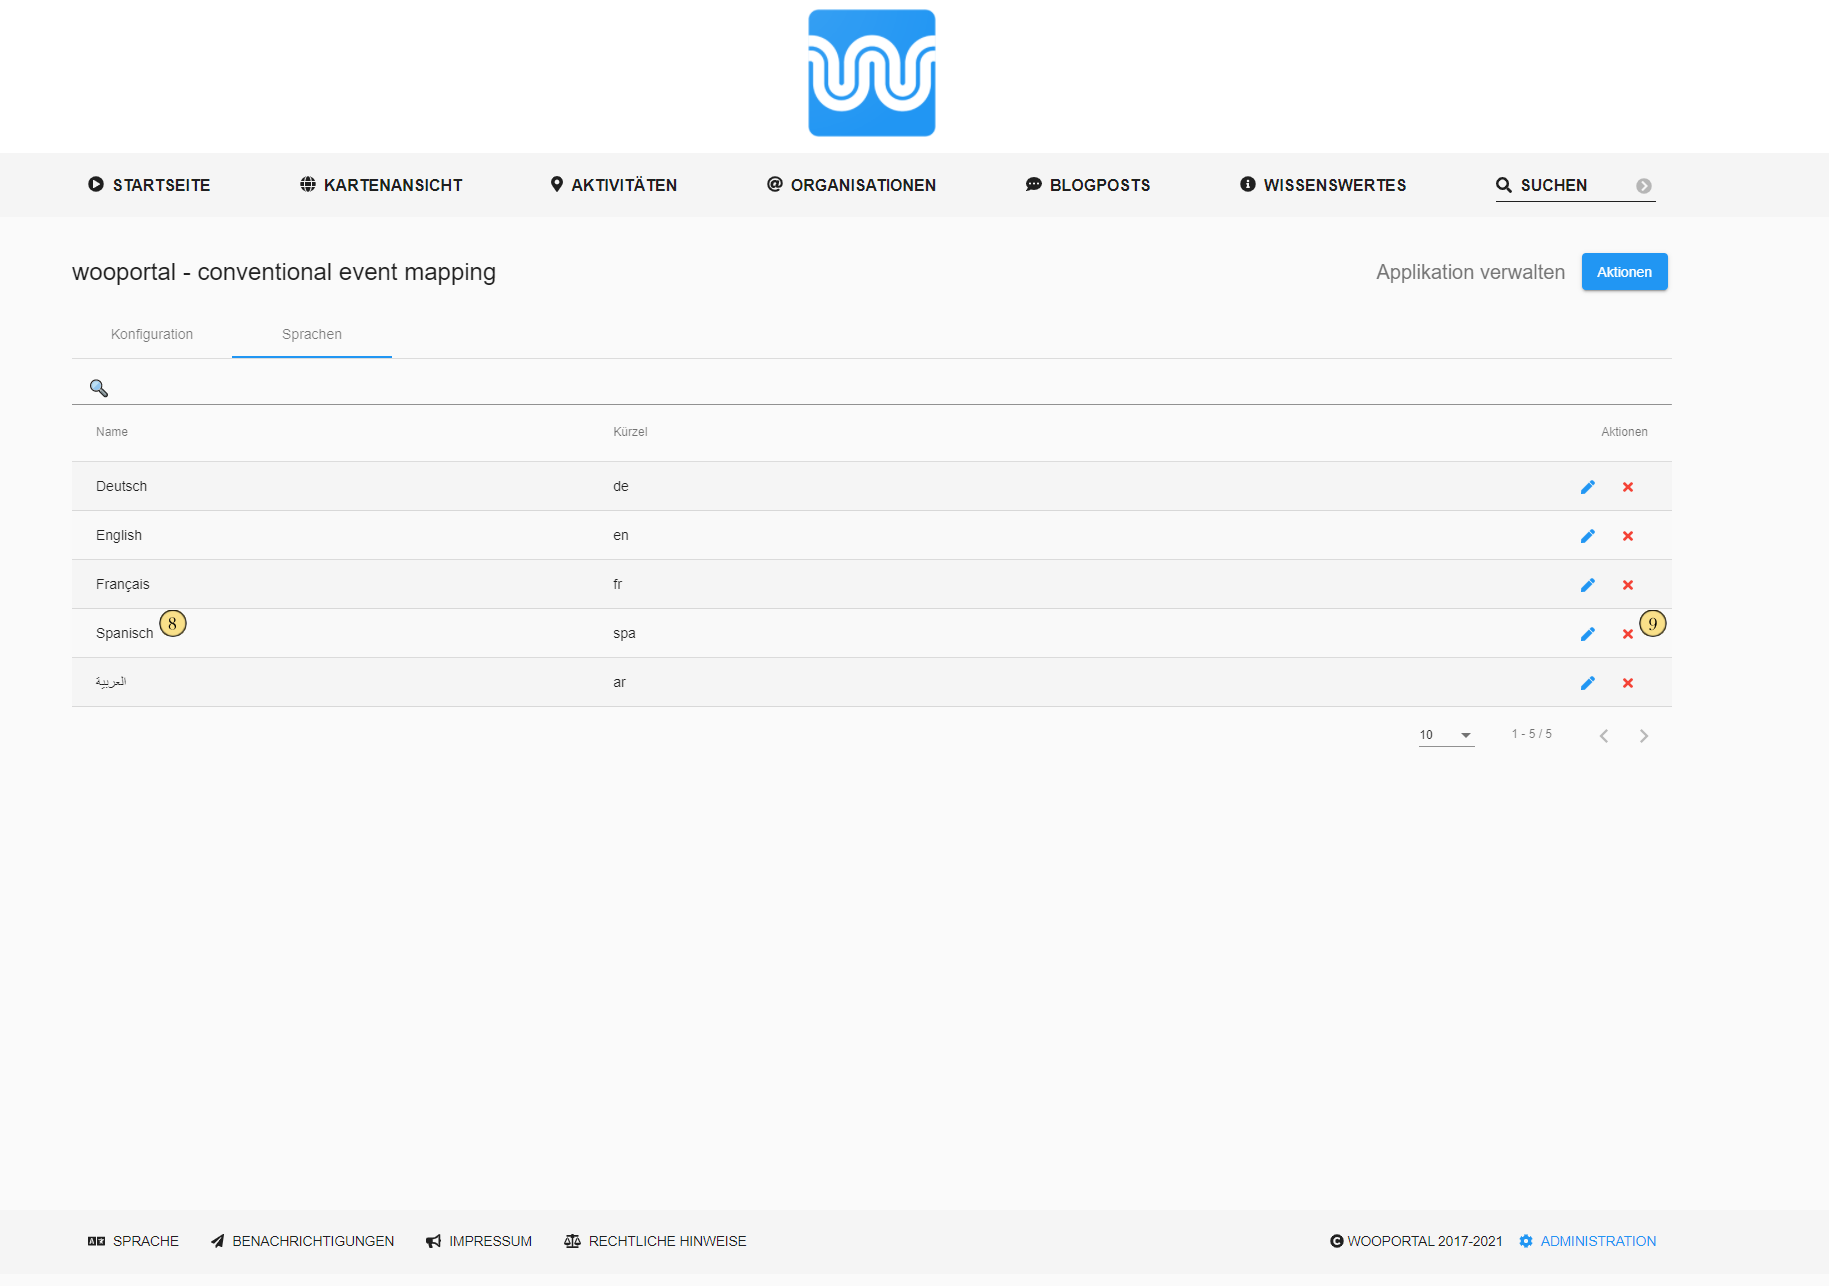 STARTSEITE KARTENANSICHT AKTIVITÄTEN ORGANISATIONEN BLOGPOSTS WISSENSWERTES SUCHEN
wooportal - conventional event mapping Applikation verwalten Aktionen
Konfiguration Sprachen
Name Kürzel Aktionen
Deutsch de
English en
Français fr
Spanisch 8 spa 9
العربية ar
10 1 - 5 / 5
SPRACHE BENACHRICHTIGUNGEN IMPRESSUM RECHTLICHE HINWEISE WOOPORTAL 2017-2021 ADMINISTRATION